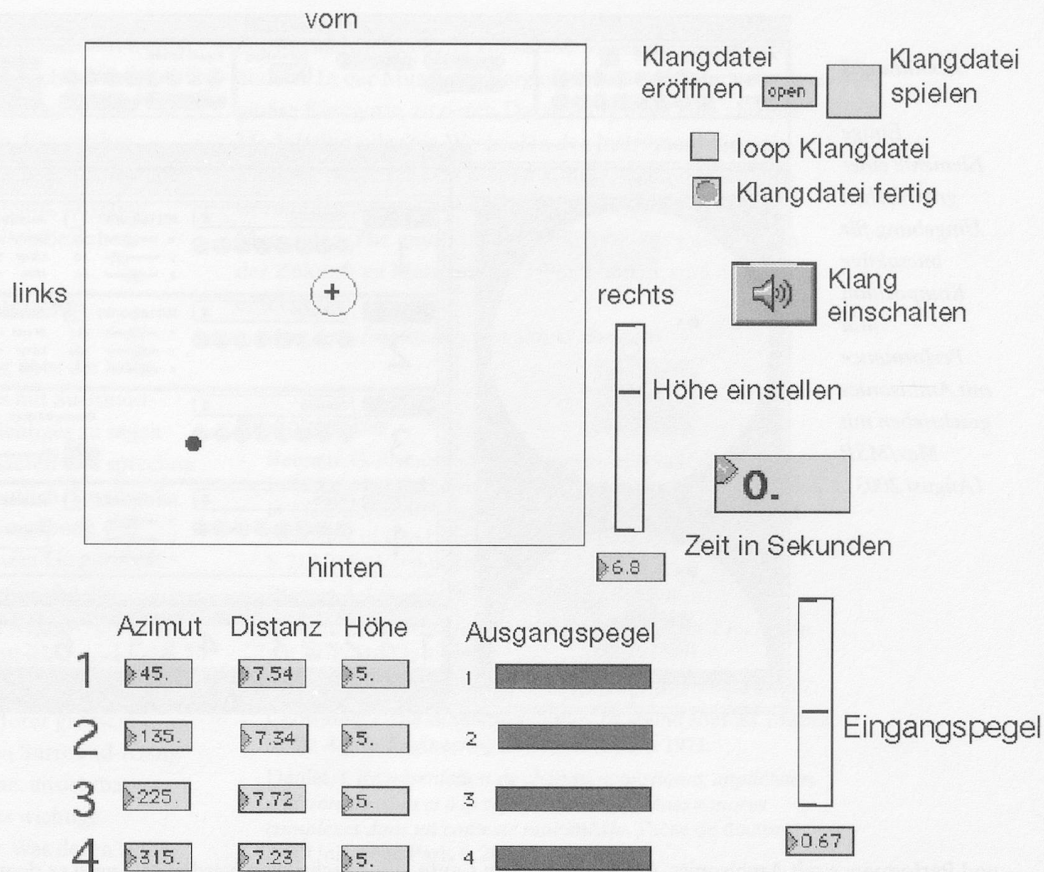 vorn
Klangdatei
eröffnen
open
Klangdatei
spielen
loop Klangdatei
Klangdatei fertig
links
rechts
Klang
einschalten
Höhe einstellen
0.
Zeit in Sekunden
hinten
6.8
Azimut Distanz Höhe Ausgangspegel
1 45. 7.54 5. 1
2 135. 7.34 5. 2
Eingangspegel
3 225. 7.72 5. 3
4 315. 7.23 5. 4
0.67